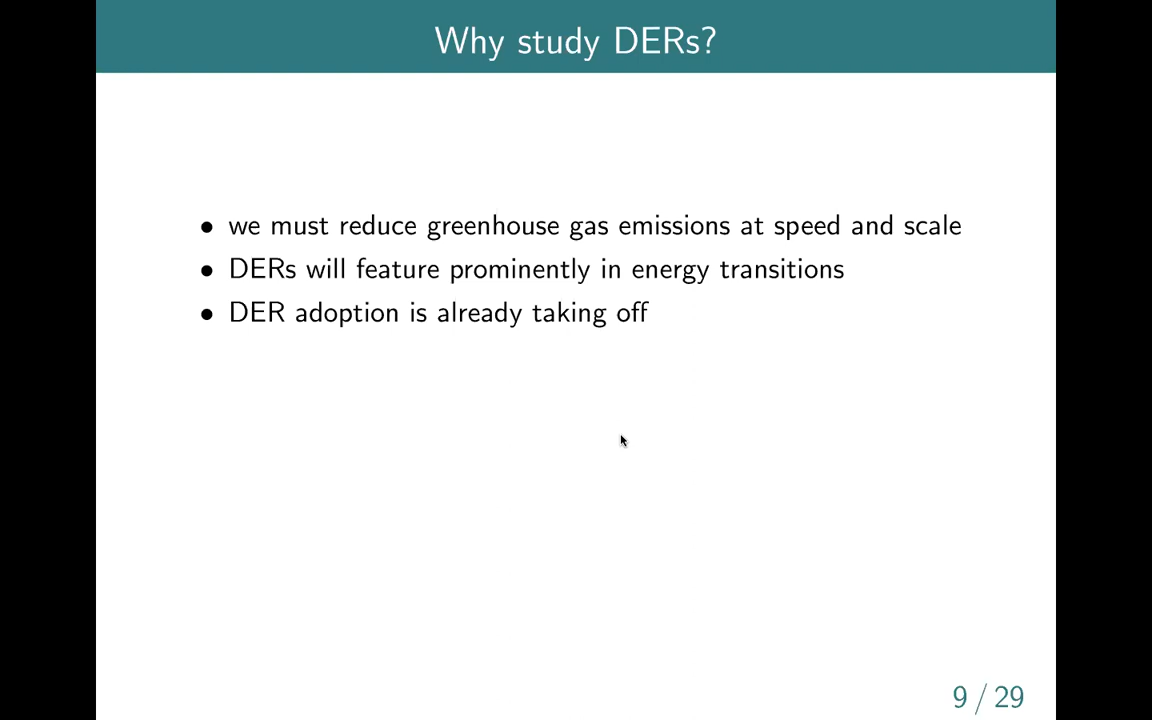 Why study DERs?
• we must reduce greenhouse gas emissions at speed and scale
• DERs will feature prominently in energy transitions
• DER adoption is already taking off
9 / 29